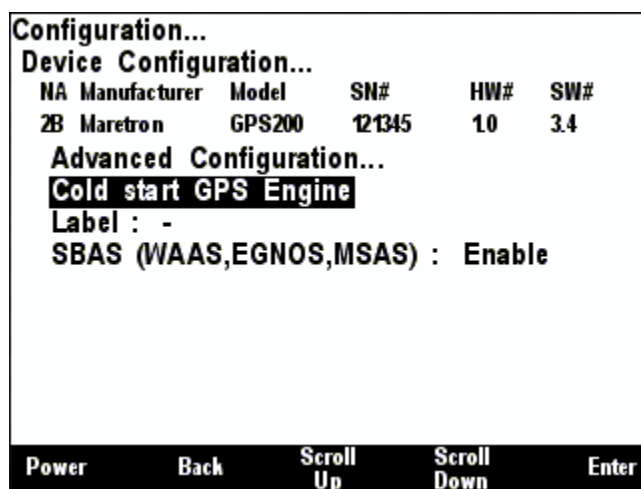 Configuration...
Device Configuration...
NA Manufacturer Model SN# HW# SW#
2B Maretron GPS200 121345 1.0 3.4
Advanced Configuration...
Cold start GPS Engine
Label : -
SBAS (WAAS,EGNOS,MSAS) : Enable
Power Back Scroll Up Scroll Down Enter